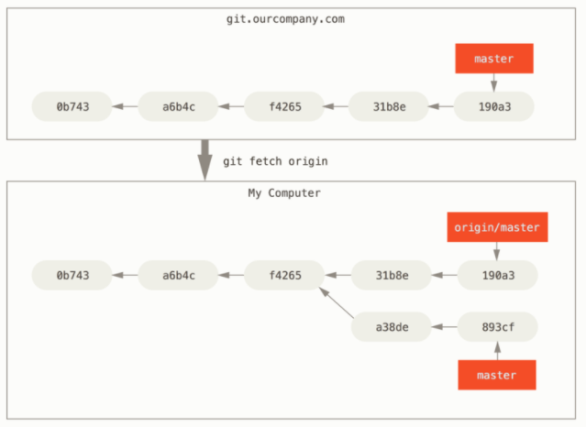 git.ourcompany.com
master
0b743 a6b4c f4265 31b8e 190a3
git fetch origin
My Computer
origin/master
0b743 a6b4c f4265 31b8e 190a3
a38de 893cf
master